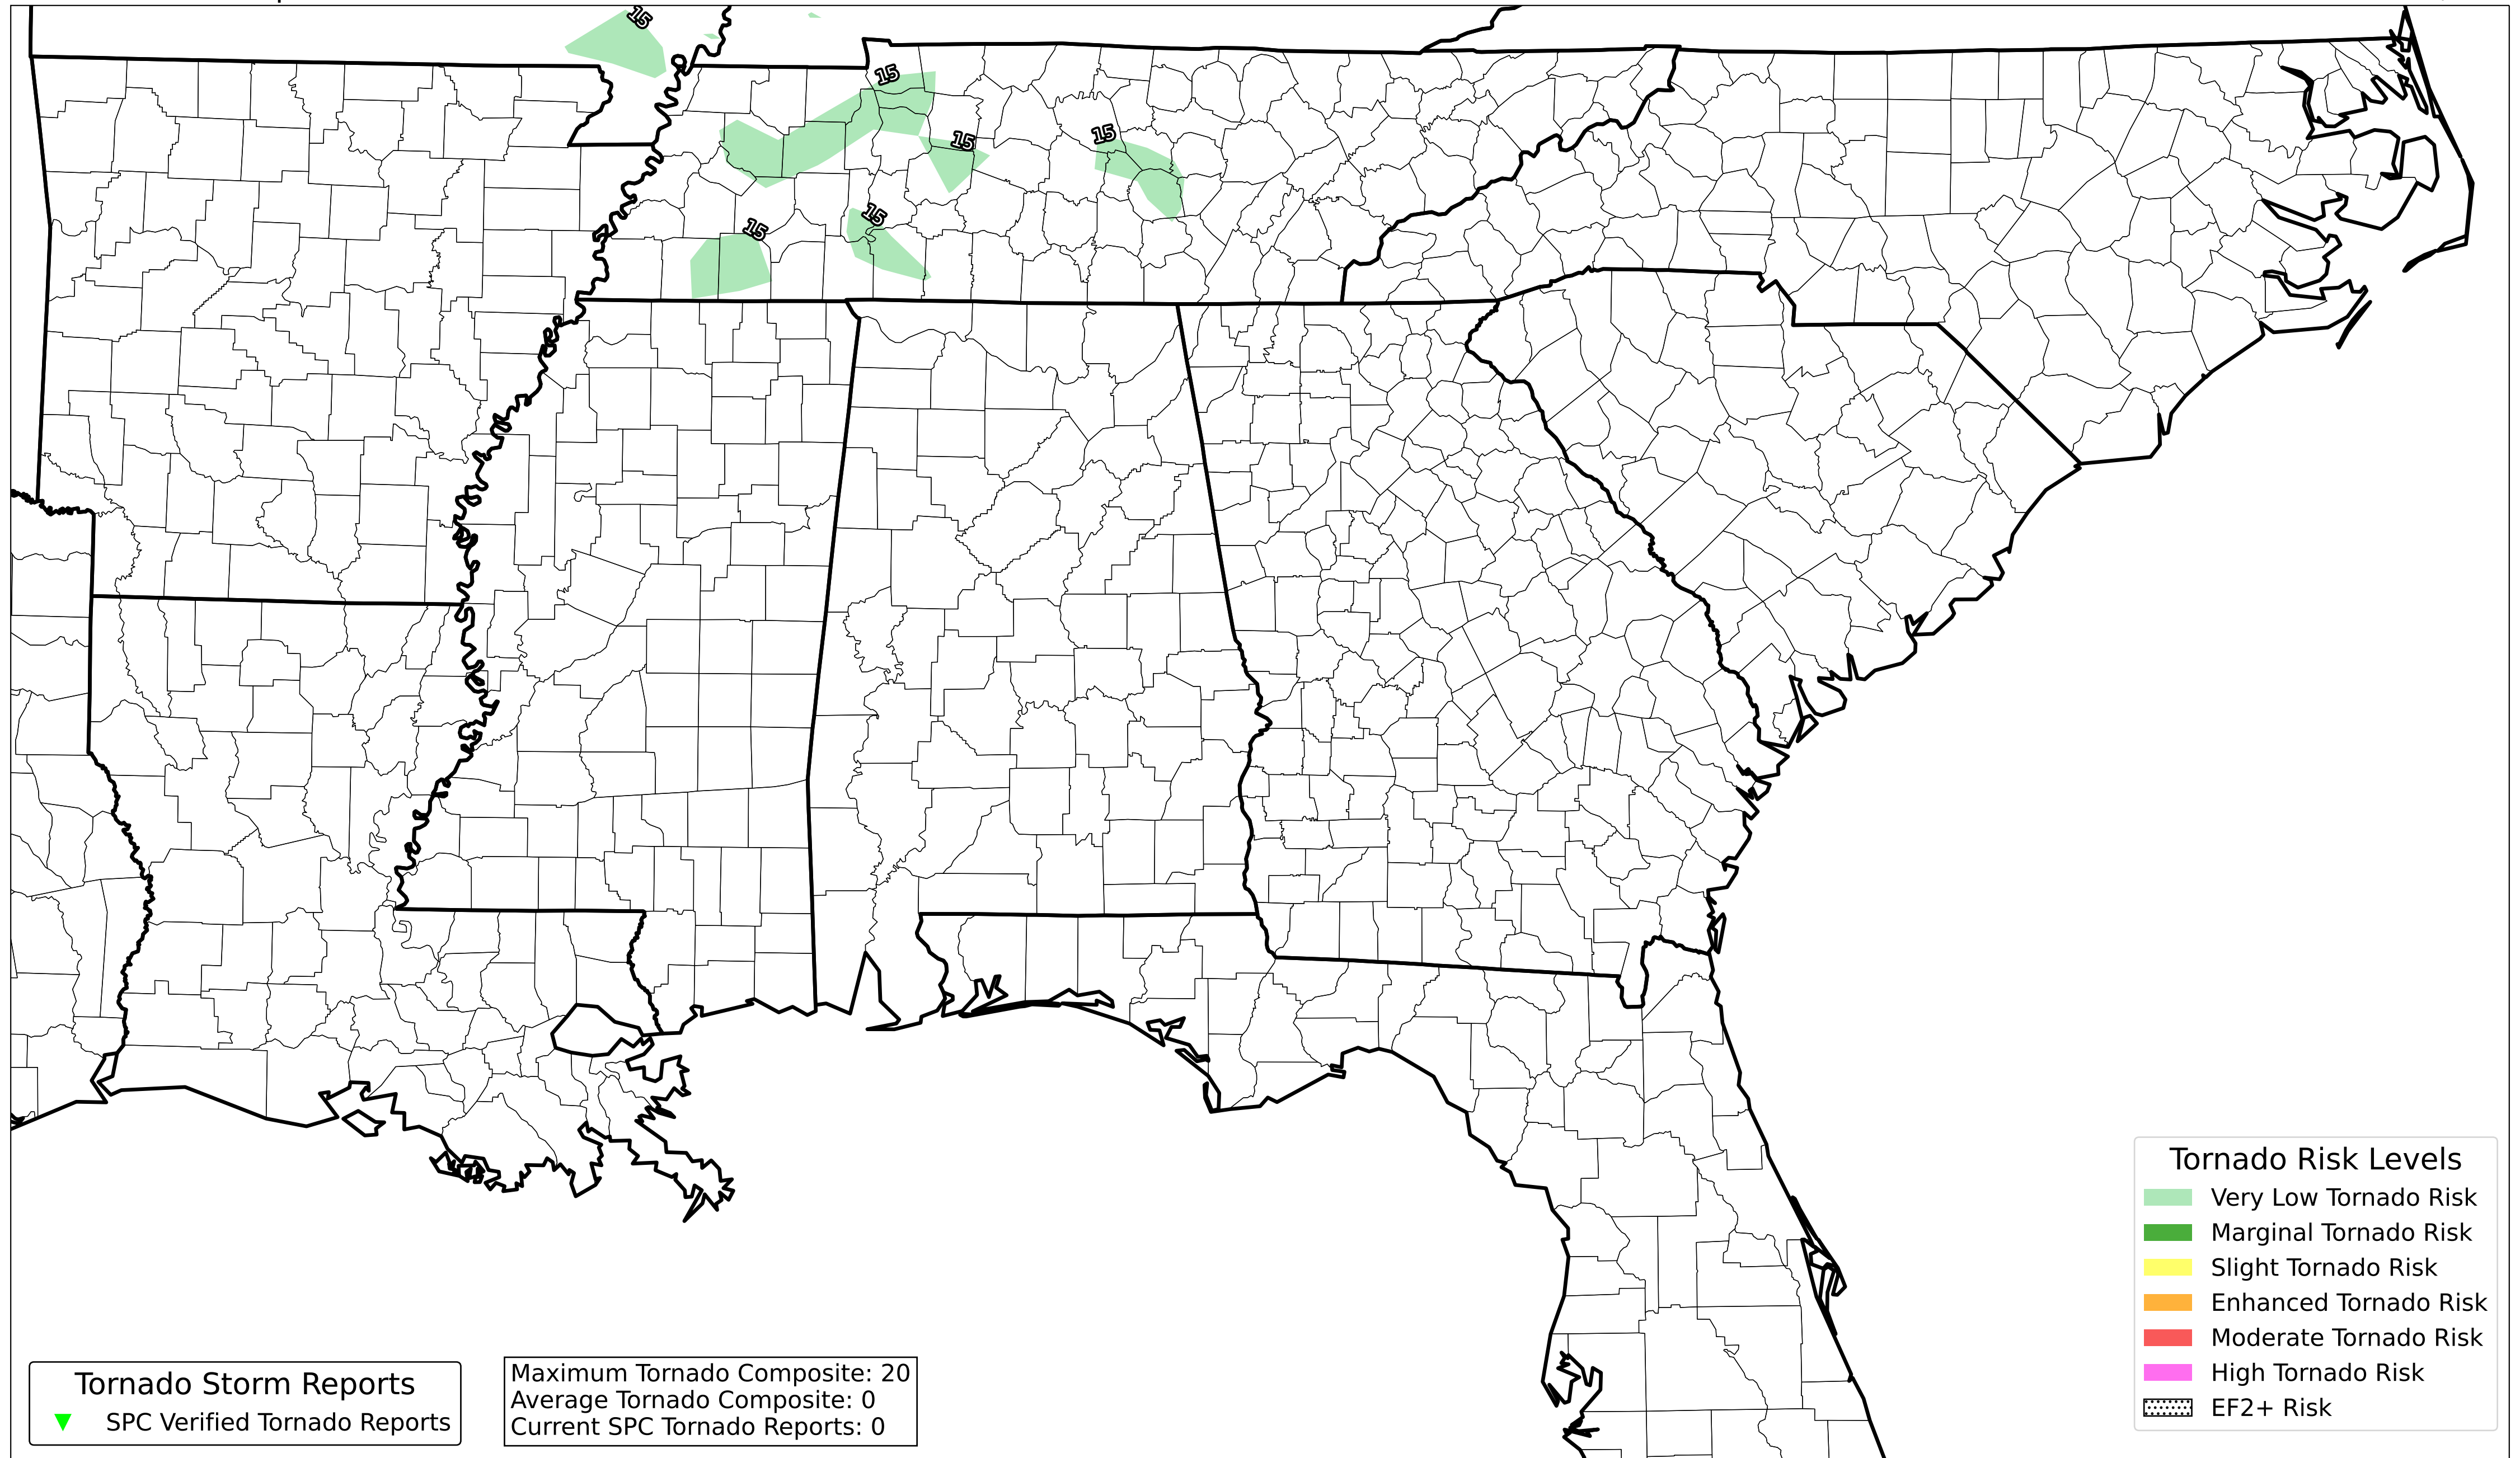 15
15
15
15
15
15
Tornado Risk Levels
Very Low Tornado Risk
Marginal Tornado Risk
Slight Tornado Risk
Enhanced Tornado Risk
Moderate Tornado Risk
High Tornado Risk
EF2+ Risk
Tornado Storm Reports
SPC Verified Tornado Reports
Maximum Tornado Composite: 20
Average Tornado Composite: 0
Current SPC Tornado Reports: 0